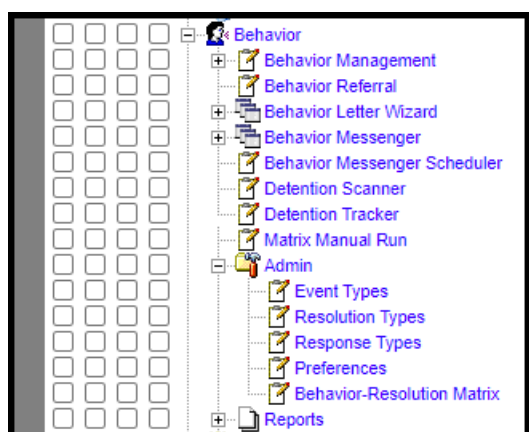 Behavior
Behavior Management
Behavior Referral
Behavior Letter Wizard
Behavior Messenger
Behavior Messenger Scheduler
Detention Scanner
Detention Tracker
Matrix Manual Run
Admin
Event Types
Resolution Types
Response Types
Preferences
Behavior-Resolution Matrix
Reports